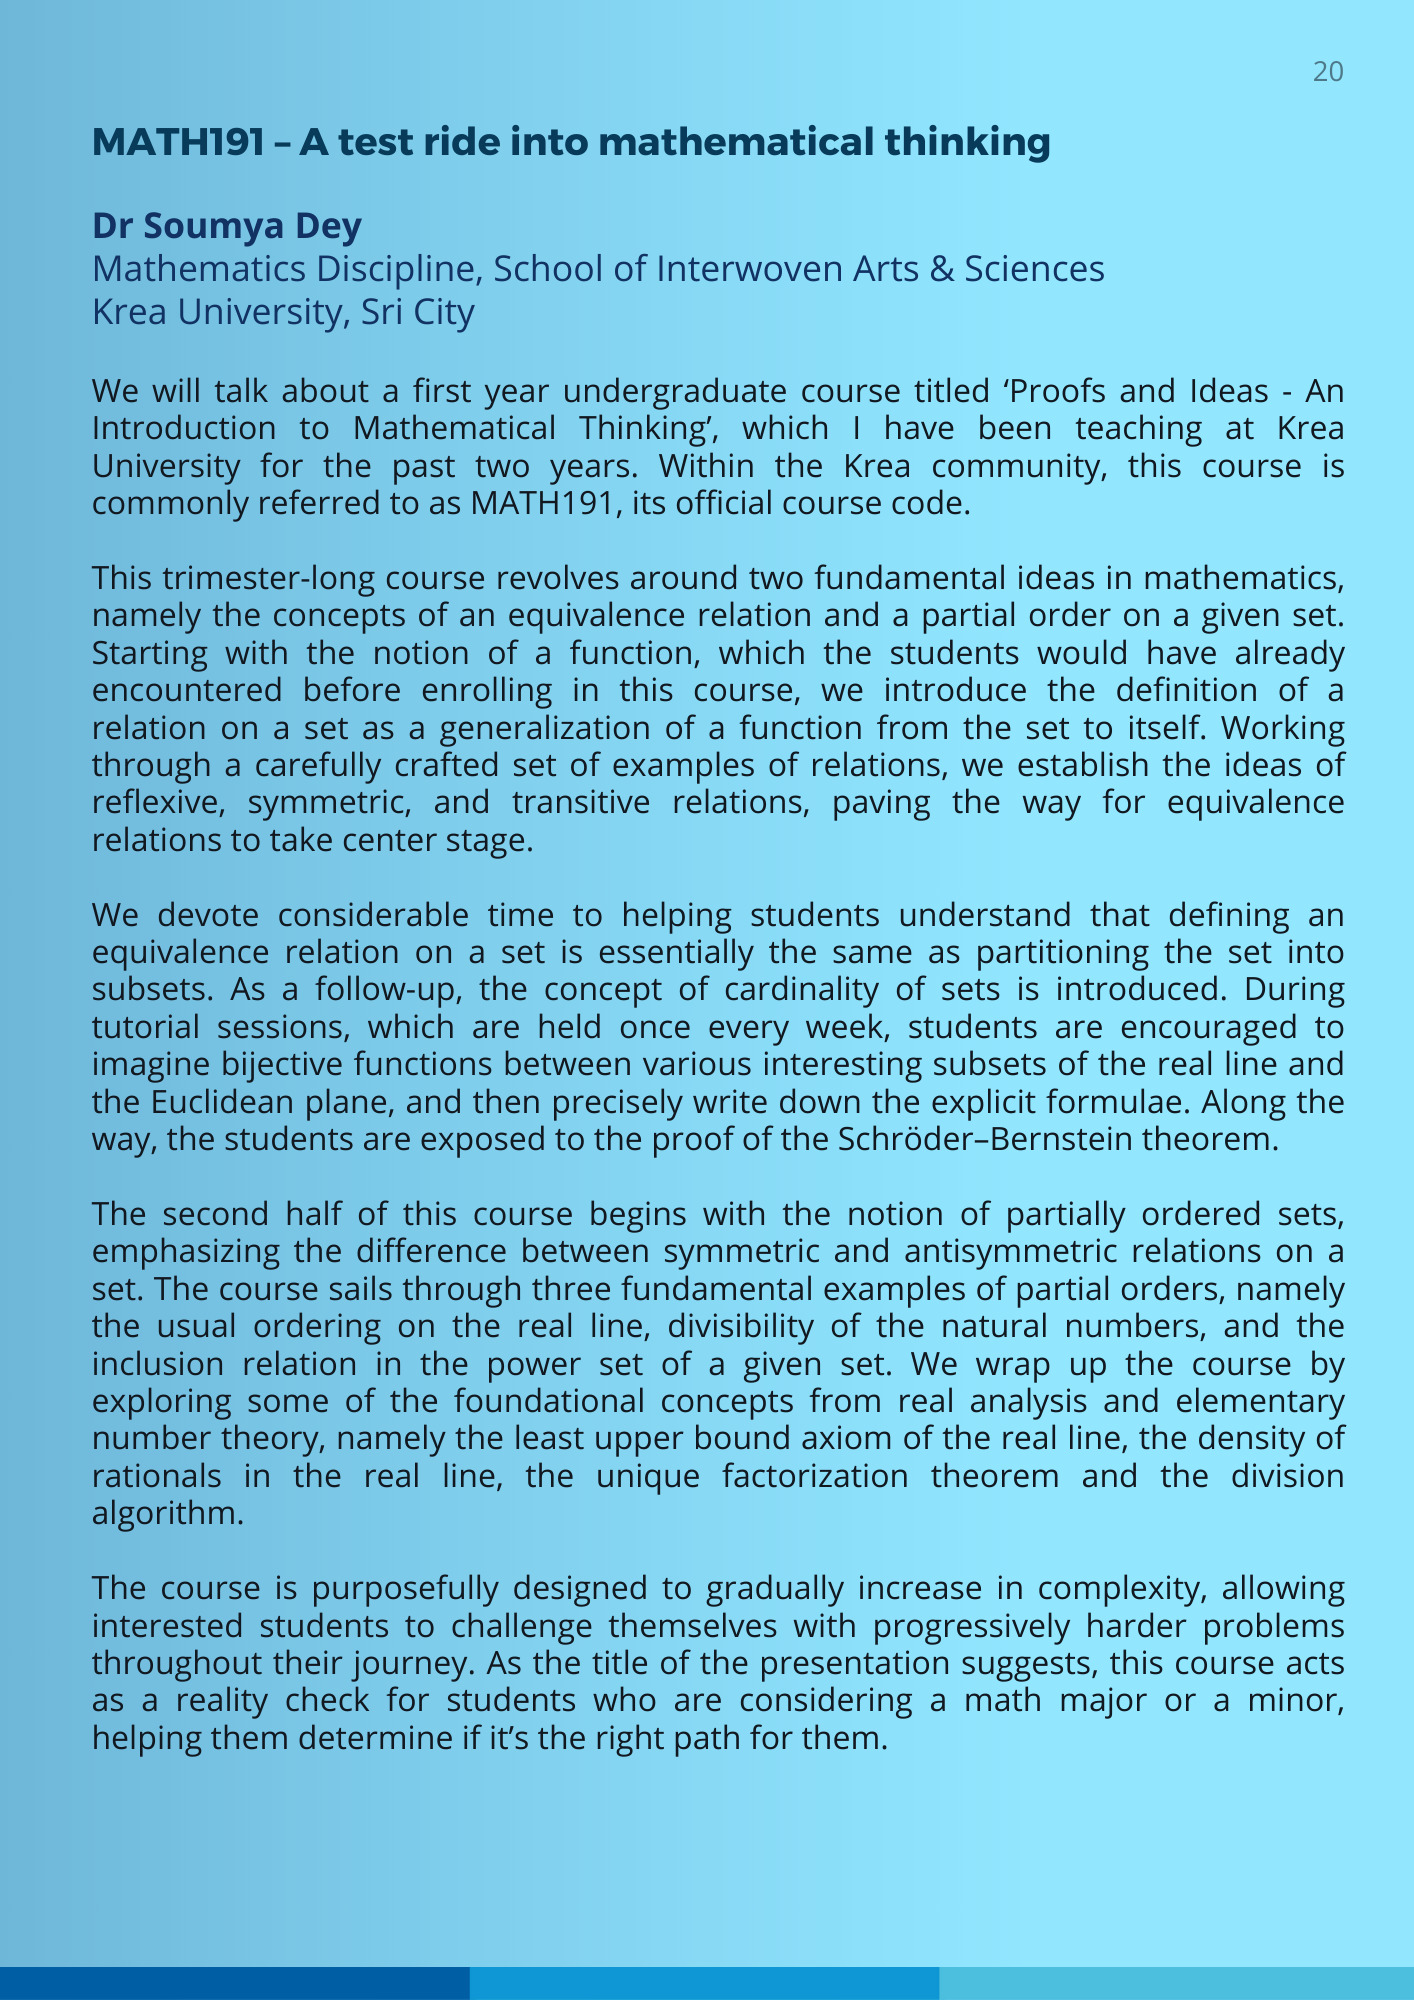 20
MATH191 – A test ride into mathematical thinking
Dr Soumya Dey
Mathematics Discipline, School of Interwoven Arts & Sciences
Krea University, Sri City
We will talk about a first year undergraduate course titled ‘Proofs and Ideas - An
Introduction to Mathematical Thinking’, which I have been teaching at Krea
University for the past two years. Within the Krea community, this course is
commonly referred to as MATH191, its official course code.
This trimester-long course revolves around two fundamental ideas in mathematics,
namely the concepts of an equivalence relation and a partial order on a given set.
Starting with the notion of a function, which the students would have already
encountered before enrolling in this course, we introduce the definition of a
relation on a set as a generalization of a function from the set to itself. Working
through a carefully crafted set of examples of relations, we establish the ideas of
reflexive, symmetric, and transitive relations, paving the way for equivalence
relations to take center stage.
We devote considerable time to helping students understand that defining an
equivalence relation on a set is essentially the same as partitioning the set into
subsets. As a follow-up, the concept of cardinality of sets is introduced. During
tutorial sessions, which are held once every week, students are encouraged to
imagine bijective functions between various interesting subsets of the real line and
the Euclidean plane, and then precisely write down the explicit formulae. Along the
way, the students are exposed to the proof of the Schröder–Bernstein theorem.
The second half of this course begins with the notion of partially ordered sets,
emphasizing the difference between symmetric and antisymmetric relations on a
set. The course sails through three fundamental examples of partial orders, namely
the usual ordering on the real line, divisibility of the natural numbers, and the
inclusion relation in the power set of a given set. We wrap up the course by
exploring some of the foundational concepts from real analysis and elementary
number theory, namely the least upper bound axiom of the real line, the density of
rationals in the real line, the unique factorization theorem and the division
algorithm.
The course is purposefully designed to gradually increase in complexity, allowing
interested students to challenge themselves with progressively harder problems
throughout their journey. As the title of the presentation suggests, this course acts
as a reality check for students who are considering a math major or a minor,
helping them determine if it’s the right path for them.